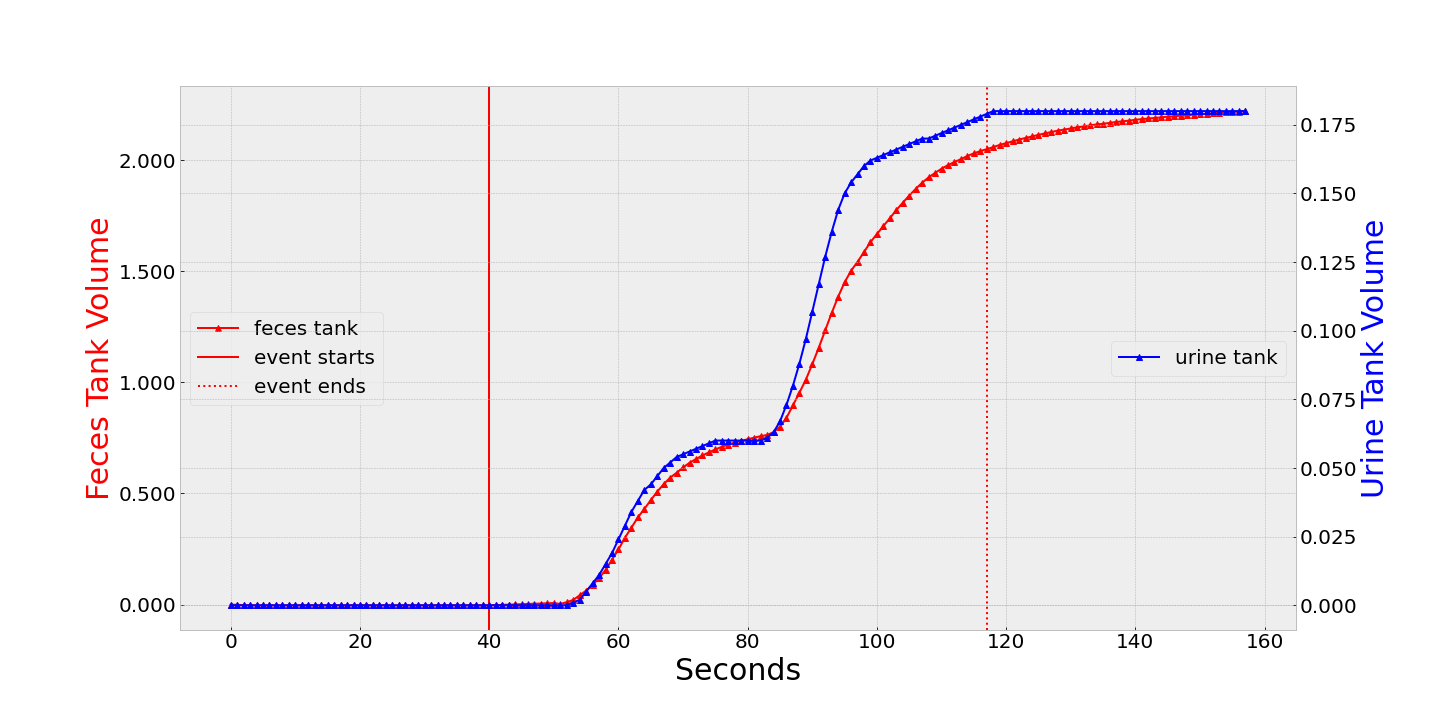 Feces Tank Volume
2.000
1.500
1.000
0.500
0.000
feces tank
event starts
event ends
urine tank
0.175
0.150
0.125
0.100
0.075
0.050
0.025
0.000
Urine Tank Volume
0 20 40 60 80 100 120 140 160
Seconds